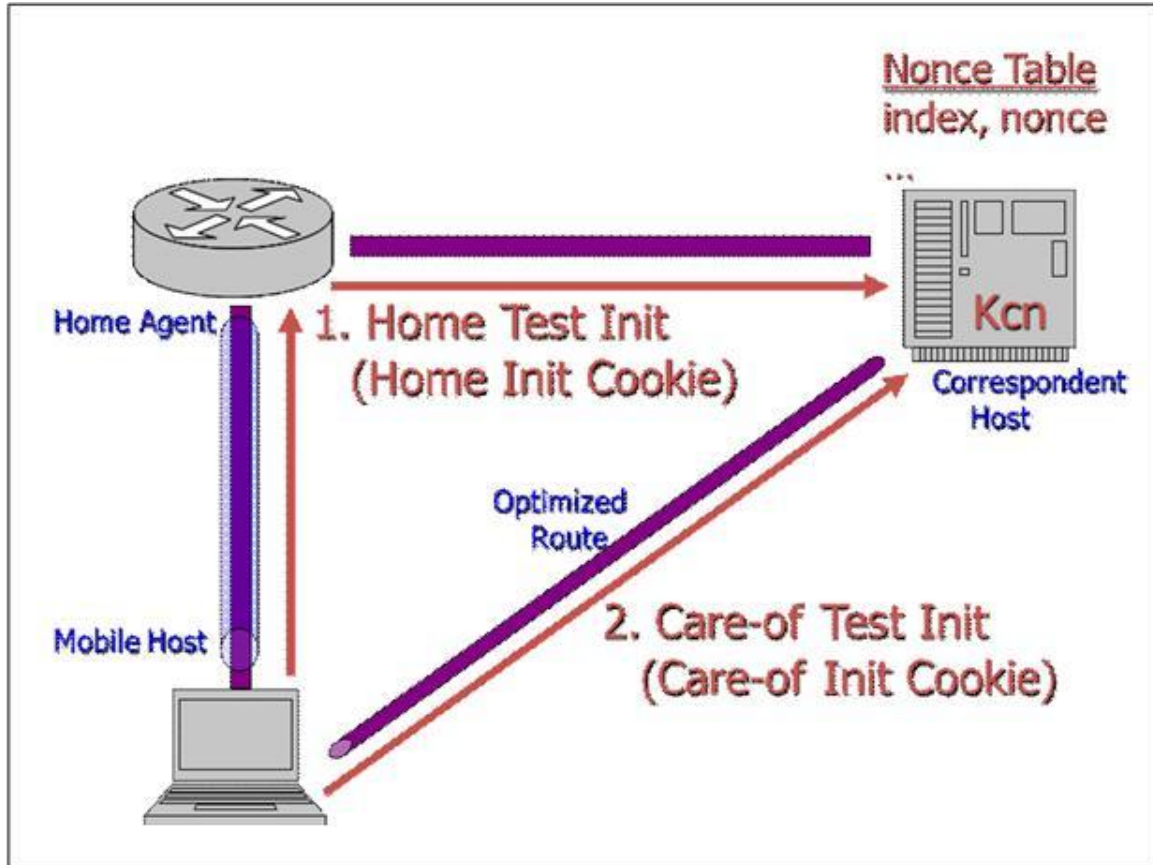 Nonce Table
index, nonce
...
Home Agent
1. Home Test Init
(Home Init Cookie)
Kcn
Correspondent
Host
Optimized
Route
Mobile Host
2. Care-of Test Init
(Care-of Init Cookie)